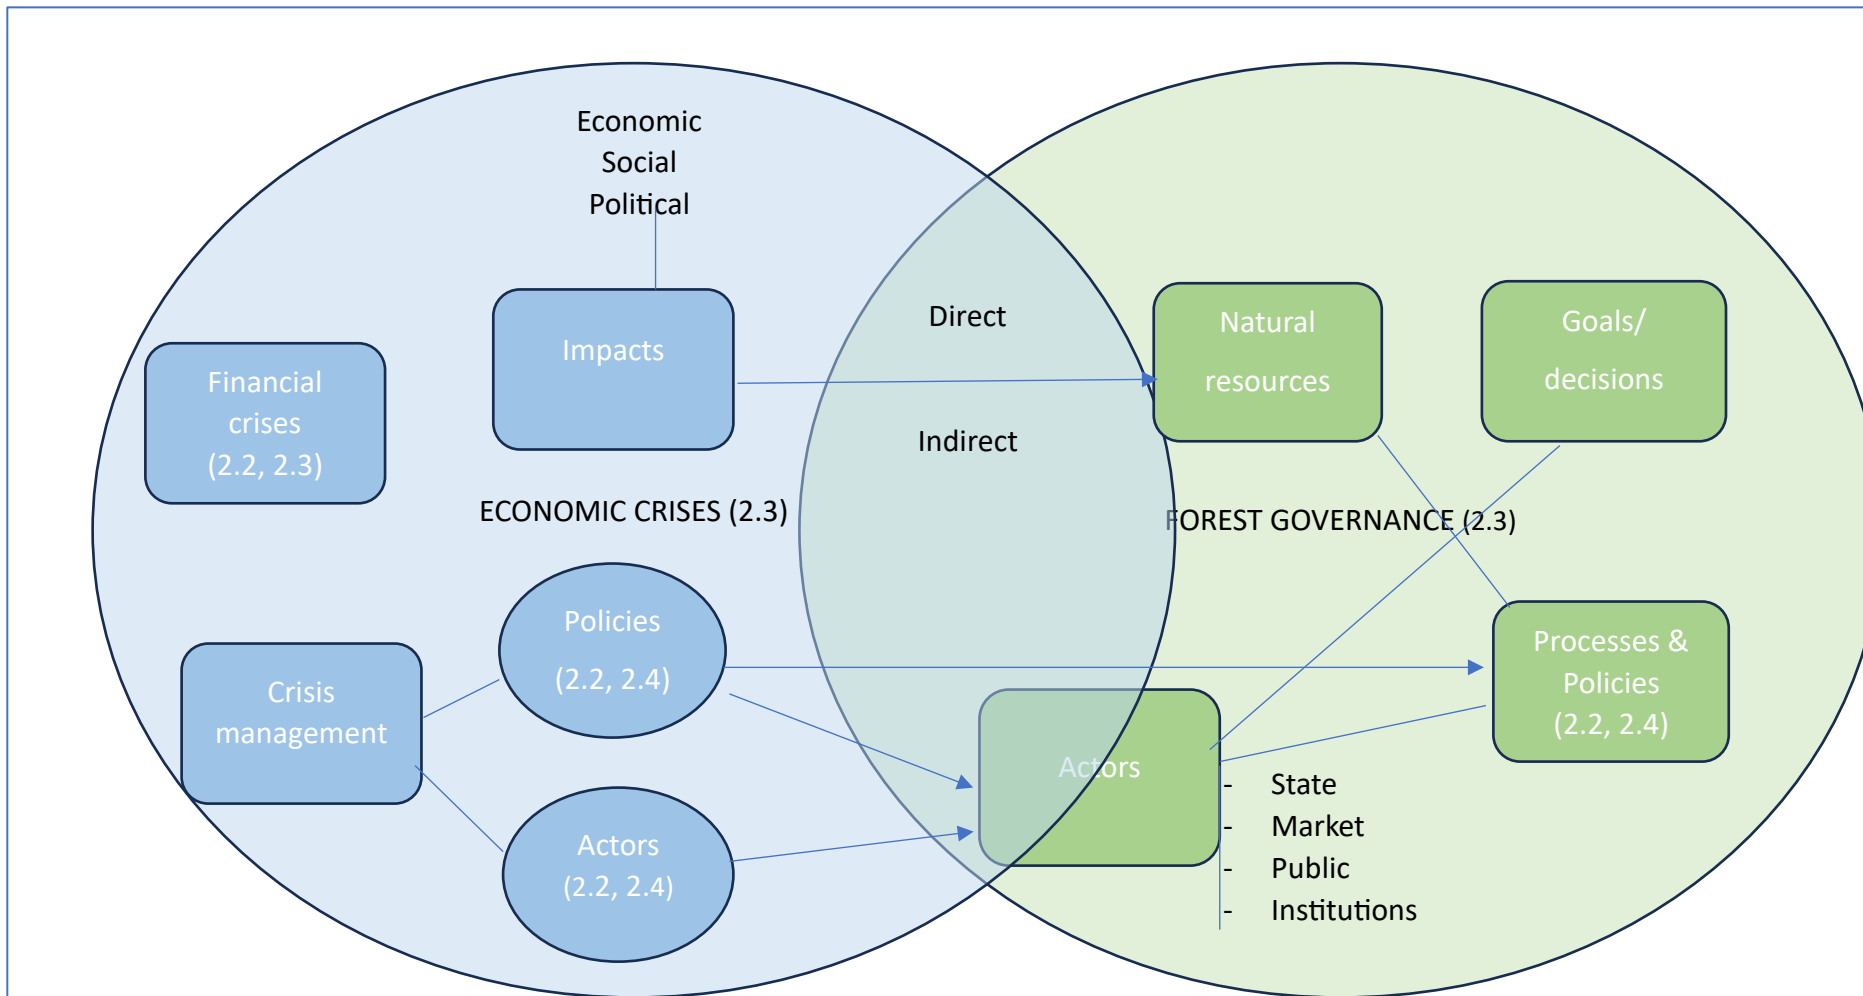 Economic
Social
Political
Impacts
Financial
crises
(2.2, 2.3)
ECONOMIC CRISES (2.3)
Policies
(2.2, 2.4)
Crisis
management
Actors
(2.2, 2.4)
Direct
Indirect
Natural
resources
Goals/
decisions
FOREST GOVERNANCE (2.3)
Processes &
Policies
(2.2, 2.4)
Actors
- State
- Market
- Public
- Institutions